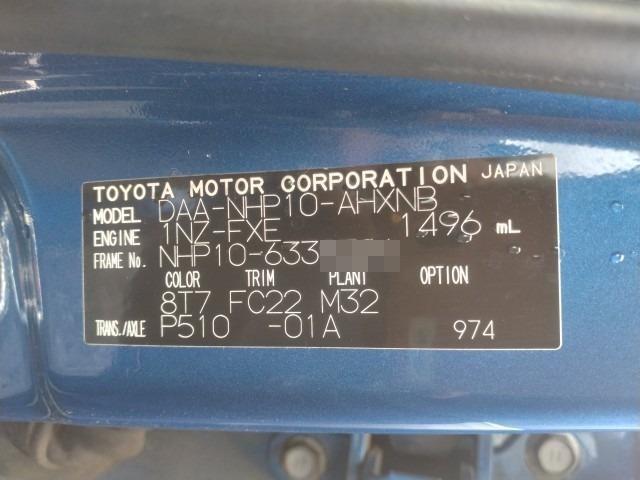 TOYOTA MOTOR CORPORATION JAPAN
MODEL DAA-NHP10-AHXNB
ENGINE 1NZ-FXE 1496 mL
FRAME No. NHP10-633
COLOR TRIM PLANT OPTION
8T7 FC22 M32
TRANS./AXLE P510 -01A 974